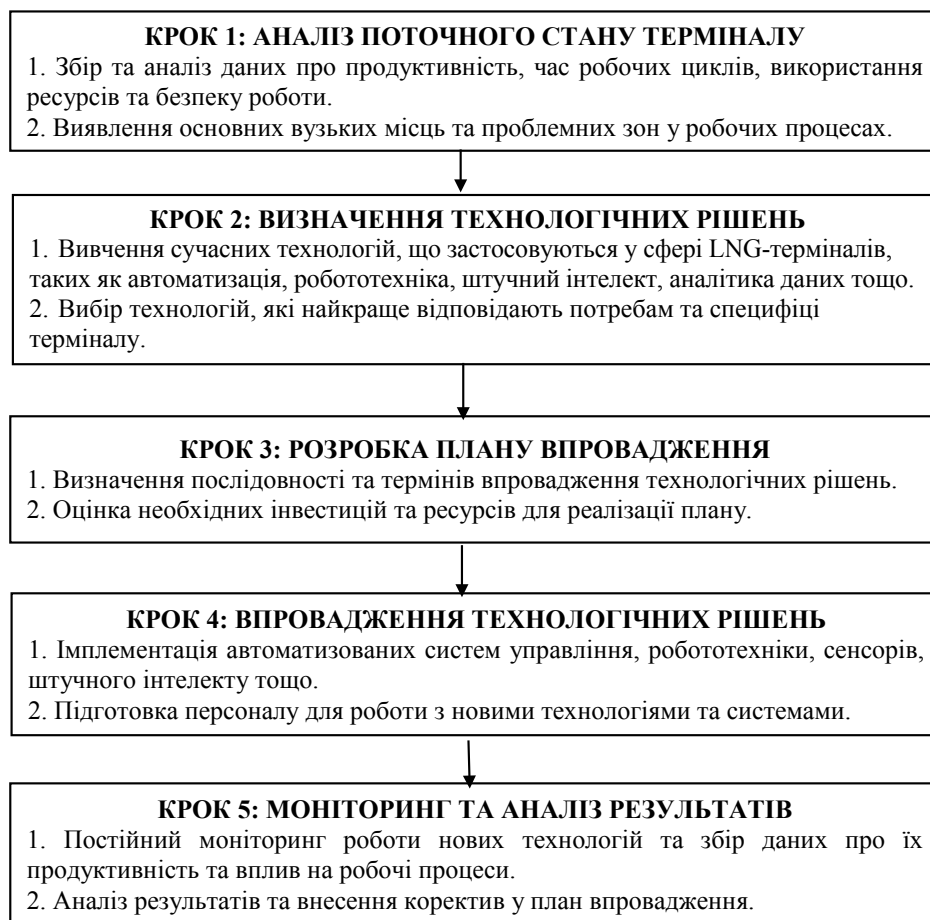 КРОК 1: АНАЛІЗ ПОТОЧНОГО СТАНУ ТЕРМІНАЛУ
1. Збір та аналіз даних про продуктивність, час робочих циклів, використання
ресурсів та безпеку роботи.
2. Виявлення основних вузьких місць та проблемних зон у робочих процесах.
КРОК 2: ВИЗНАЧЕННЯ ТЕХНОЛОГІЧНИХ РІШЕНЬ
1. Вивчення сучасних технологій, що застосовуються у сфері LNG-терміналів,
таких як автоматизація, робототехніка, штучний інтелект, аналітика даних тощо.
2. Вибір технологій, які найкраще відповідають потребам та специфіці
терміналу.
КРОК 3: РОЗРОБКА ПЛАНУ ВПРОВАДЖЕННЯ
1. Визначення послідовності та термінів впровадження технологічних рішень.
2. Оцінка необхідних інвестицій та ресурсів для реалізації плану.
КРОК 4: ВПРОВАДЖЕННЯ ТЕХНОЛОГІЧНИХ РІШЕНЬ
1. Імплементація автоматизованих систем управління, робототехніки, сенсорів,
штучного інтелекту тощо.
2. Підготовка персоналу для роботи з новими технологіями та системами.
КРОК 5: МОНІТОРИНГ ТА АНАЛІЗ РЕЗУЛЬТАТІВ
1. Постійний моніторинг роботи нових технологій та збір даних про їх
продуктивність та вплив на робочі процеси.
2. Аналіз результатів та внесення коректив у план впровадження.